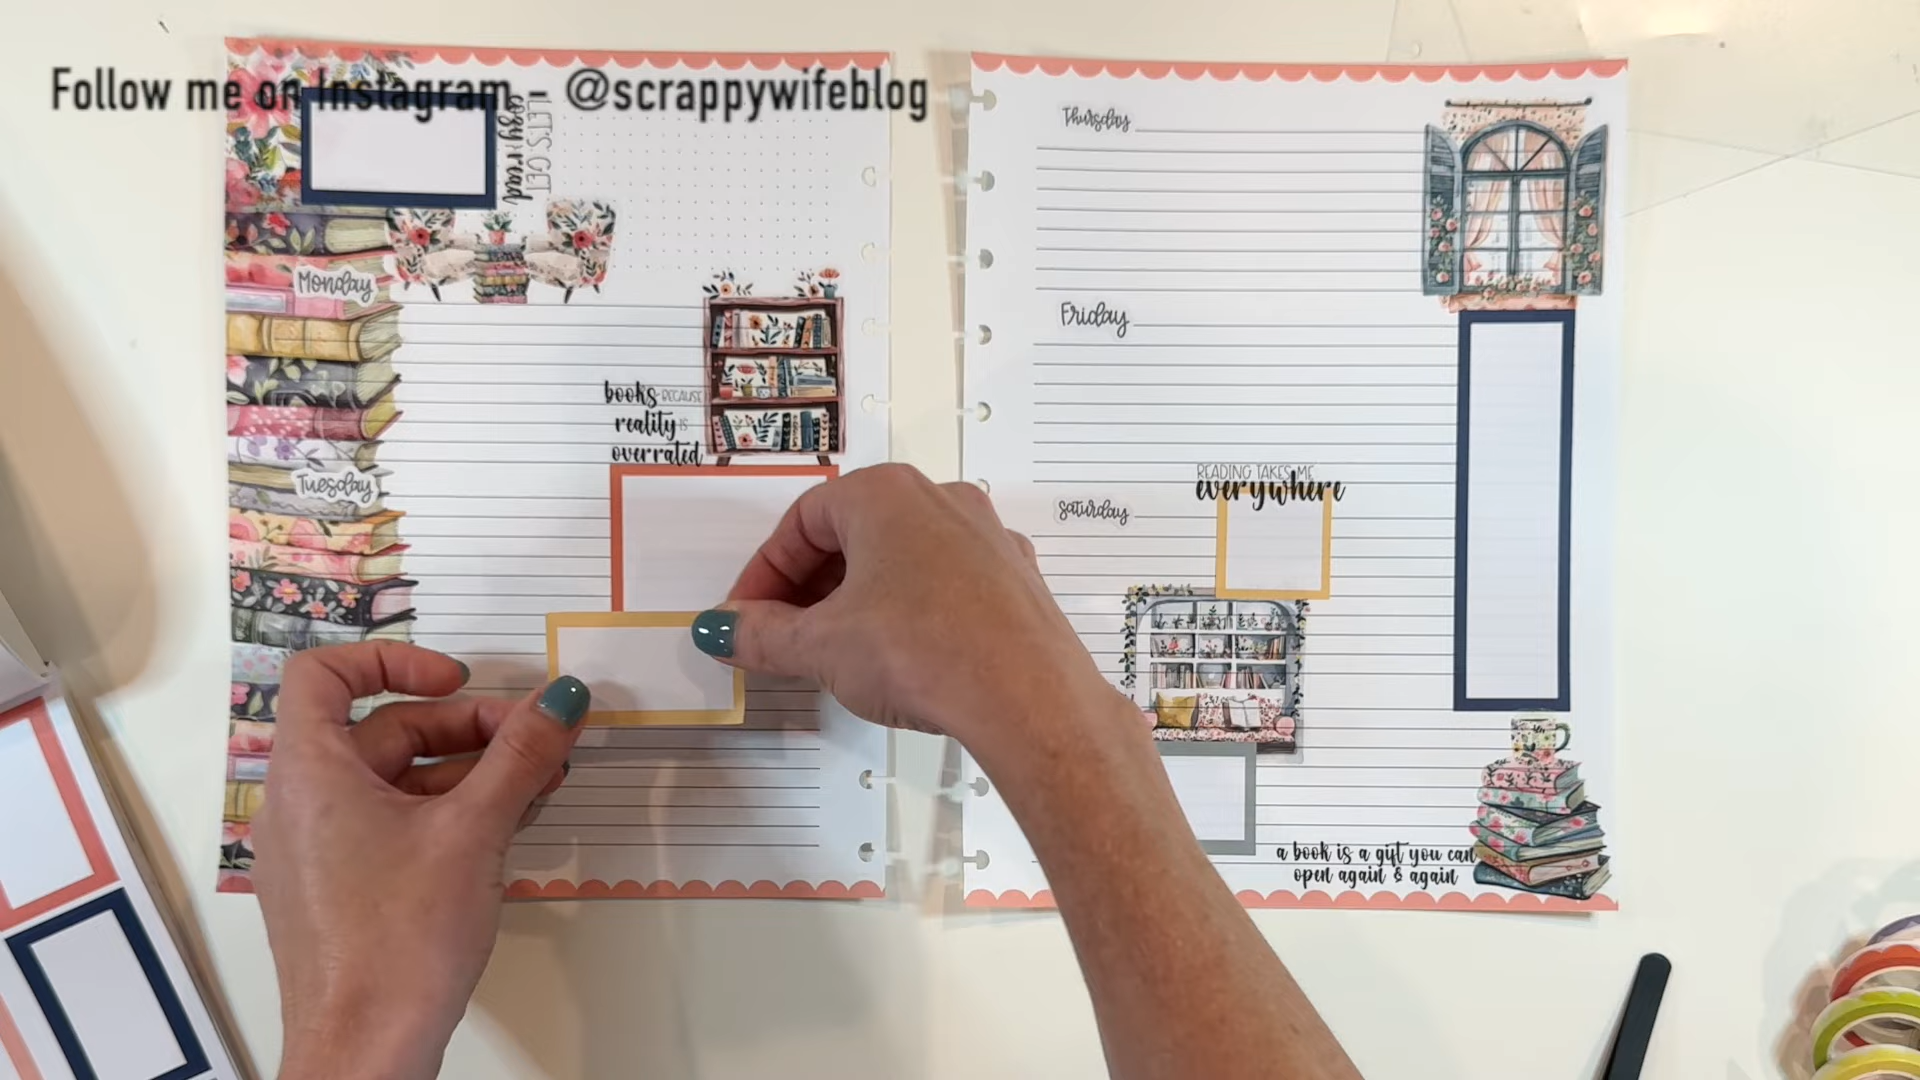 Follow me on Instagram - @scrappywifeblog
LET'S GET
cozy & read
Monday
books BECAUSE
reality IS
overrated
Tuesday
Thursday
Friday
READING TAKES ME
everywhere
Saturday
a book is a gift you can
open again & again